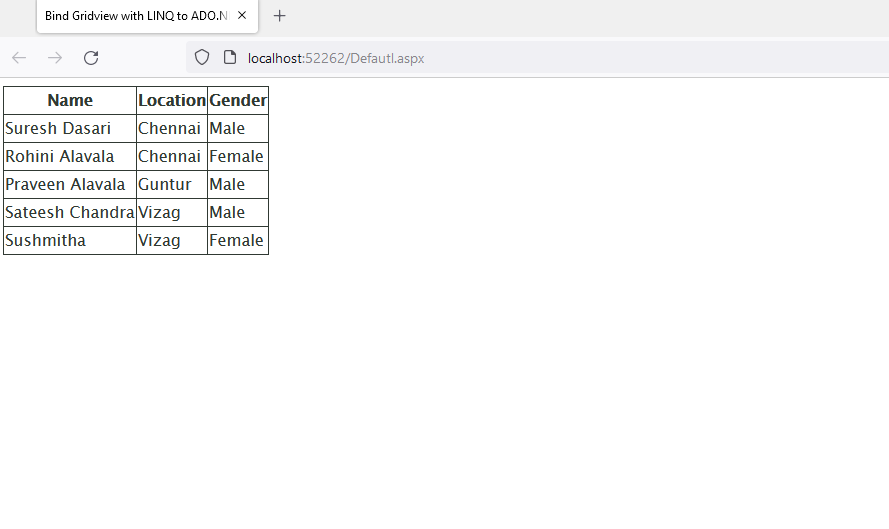 Bind Gridview with LINQ to ADO.N
localhost:52262/Defautl.aspx
Name Location Gender
Suresh Dasari Chennai Male
Rohini Alavala Chennai Female
Praveen Alavala Guntur Male
Sateesh Chandra Vizag Male
Sushmitha Vizag Female